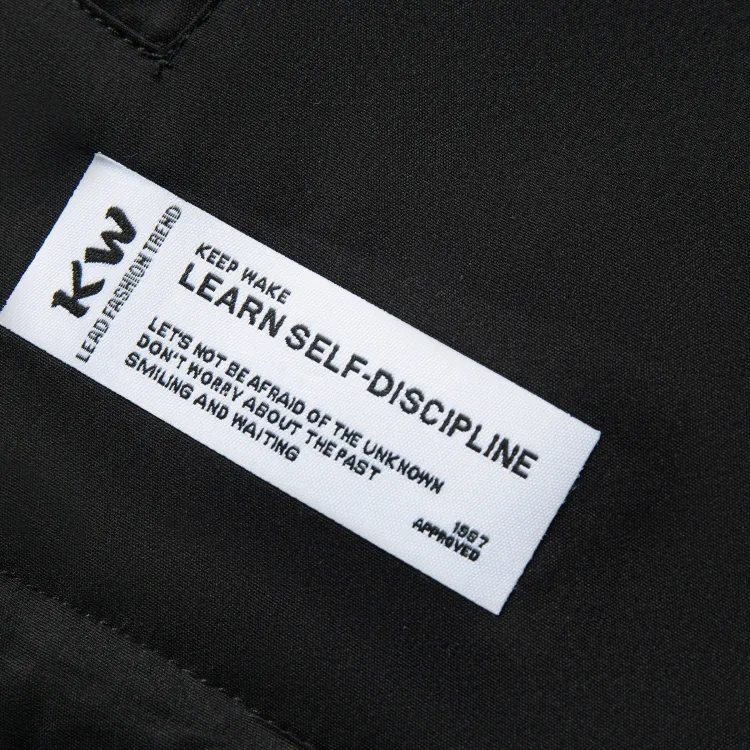 KW
LEAD FASHION TREND
KEEP WAKE
LEARN SELF-DISCIPLINE
LET'S NOT BE AFRAID OF THE UNKNOWN
DON'T WORRY ABOUT THE PAST
SMILING AND WAITING
1987
APPROVED